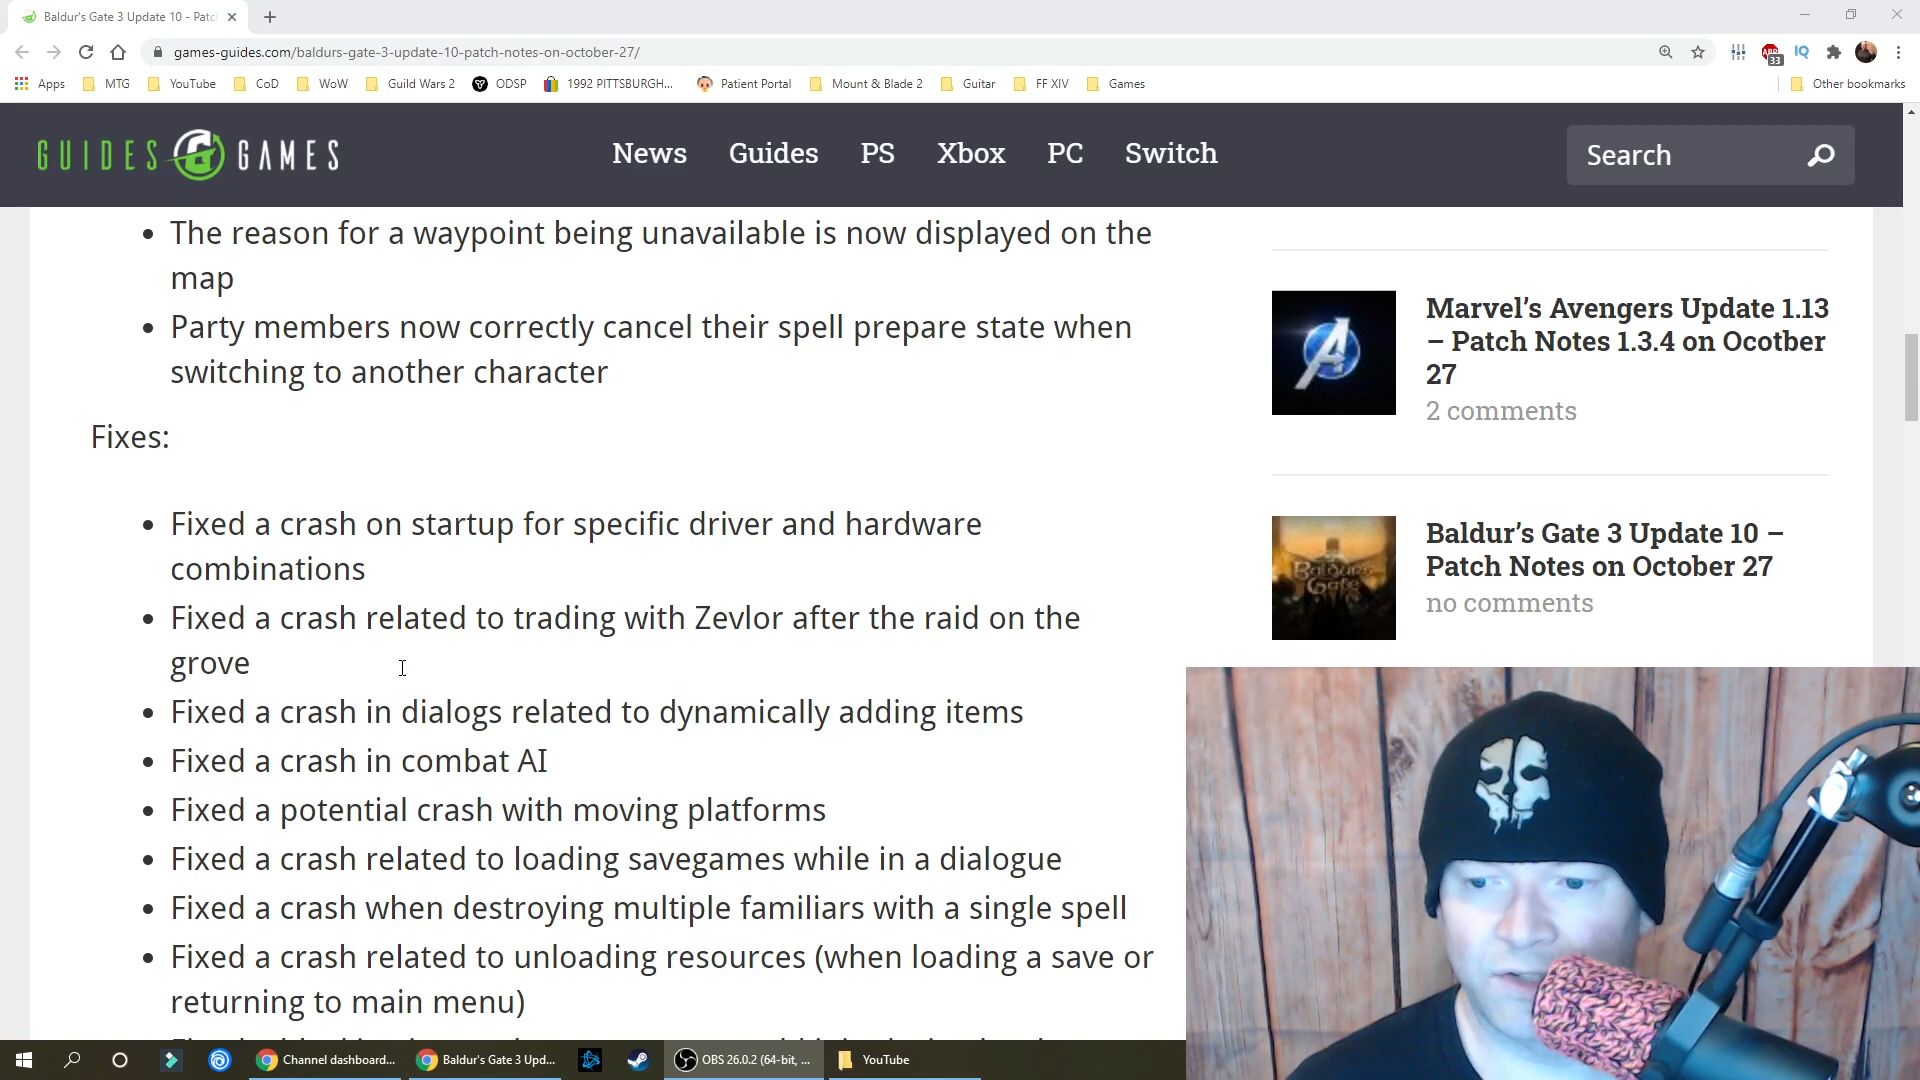 Baldur's Gate 3 Update 10 - Patc
games-guides.com/baldurs-gate-3-update-10-patch-notes-on-october-27/
ABP
33
IQ
Apps
MTG
YouTube
CoD
WoW
Guild Wars 2
ODSP
1992 PITTSBURGH...
Patient Portal
Mount & Blade 2
Guitar
FF XIV
Games
Other bookmarks
GUIDES GAMES
News
Guides
PS
Xbox
PC
Switch
Search
The reason for a waypoint being unavailable is now displayed on the
map
Party members now correctly cancel their spell prepare state when
switching to another character
Fixes:
Fixed a crash on startup for specific driver and hardware
combinations
Fixed a crash related to trading with Zevlor after the raid on the
grove
Fixed a crash in dialogs related to dynamically adding items
Fixed a crash in combat AI
Fixed a potential crash with moving platforms
Fixed a crash related to loading savegames while in a dialogue
Fixed a crash when destroying multiple familiars with a single spell
Fixed a crash related to unloading resources (when loading a save or
returning to main menu)
Marvel’s Avengers Update 1.13
– Patch Notes 1.3.4 on Ocotber
27
2 comments
Baldur’s Gate 3 Update 10 –
Patch Notes on October 27
no comments
Baldur's Gate
Channel dashboard...
Baldur's Gate 3 Upd...
OBS 26.0.2 (64-bit, ...
YouTube